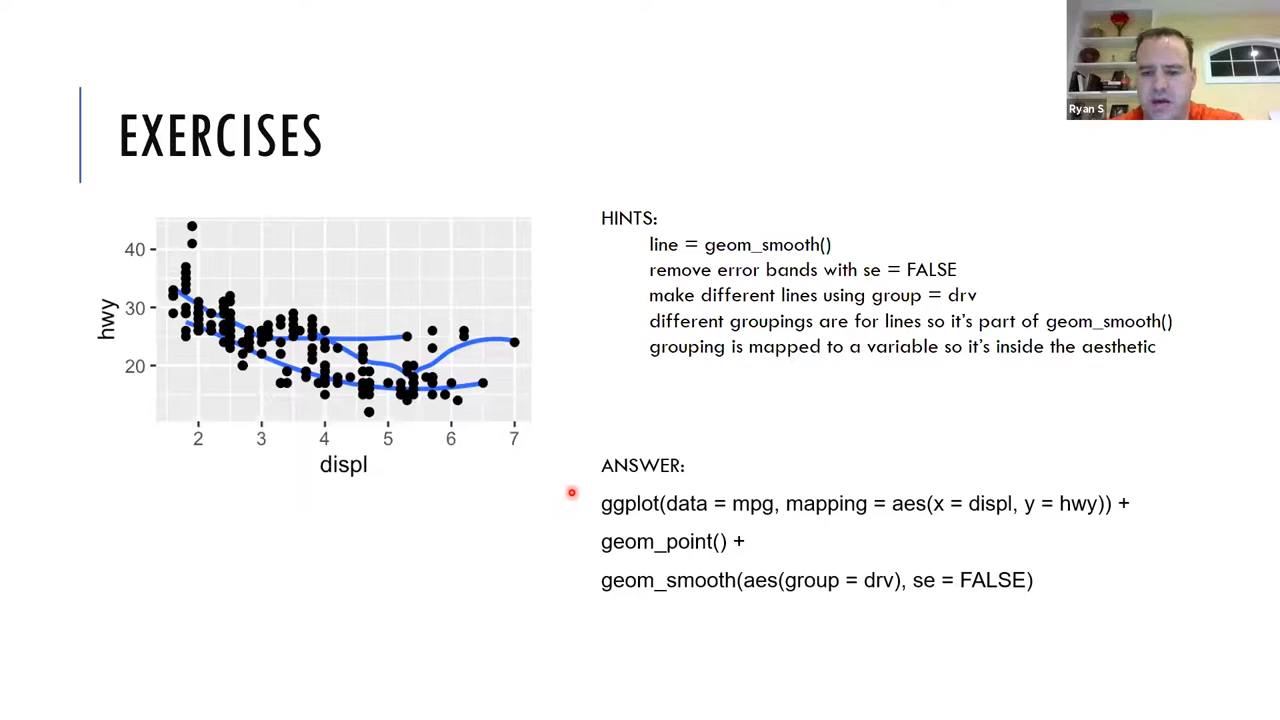 Ryan S
EXERCISES
40
30
20
hwy
2 3 4 5 6 7
displ
HINTS:
line = geom_smooth()
remove error bands with se = FALSE
make different lines using group = drv
different groupings are for lines so it's part of geom_smooth()
grouping is mapped to a variable so it's inside the aesthetic
ANSWER:
ggplot(data = mpg, mapping = aes(x = displ, y = hwy)) +
geom_point() +
geom_smooth(aes(group = drv), se = FALSE)